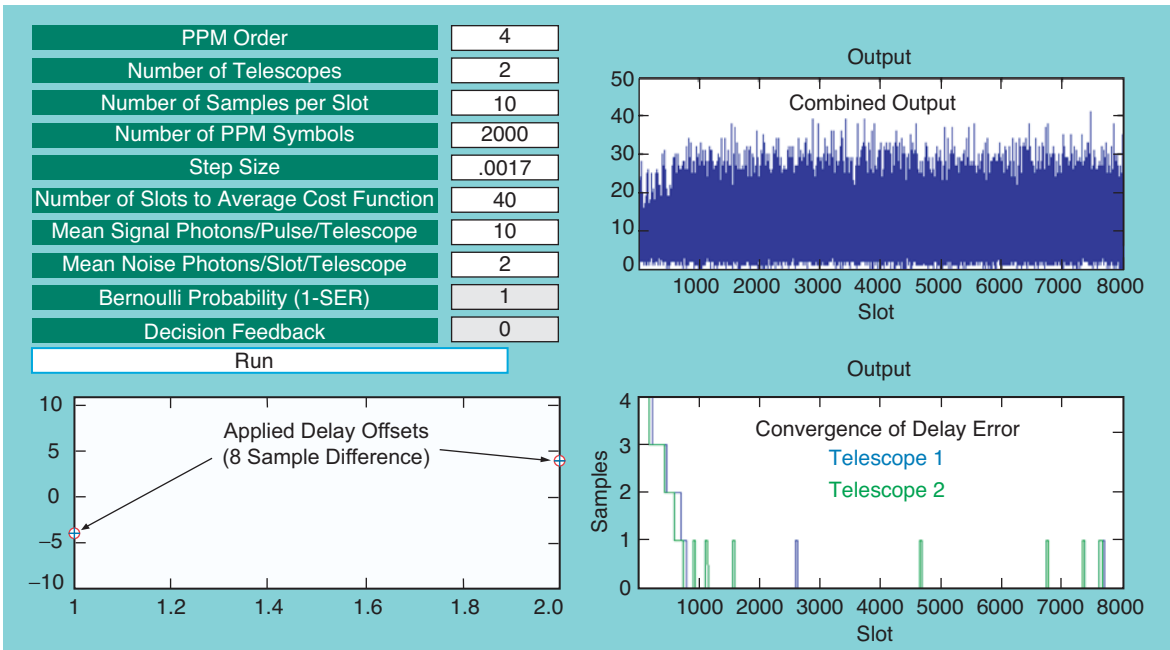 PPM Order 4
Number of Telescopes 2
Number of Samples per Slot 10
Number of PPM Symbols 2000
Step Size .0017
Number of Slots to Average Cost Function 40
Mean Signal Photons/Pulse/Telescope 10
Mean Noise Photons/Slot/Telescope 2
Bernoulli Probability (1-SER) 1
Decision Feedback 0
Run
Output
Combined Output
50
40
30
20
10
0
1000 2000 3000 4000 5000 6000 7000 8000
Slot
Applied Delay Offsets
(8 Sample Difference)
10
5
0
−5
−10
1 1.2 1.4 1.6 1.8 2.0
Output
Convergence of Delay Error
Telescope 1
Telescope 2
Samples
4
3
2
1
0
1000 2000 3000 4000 5000 6000 7000 8000
Slot